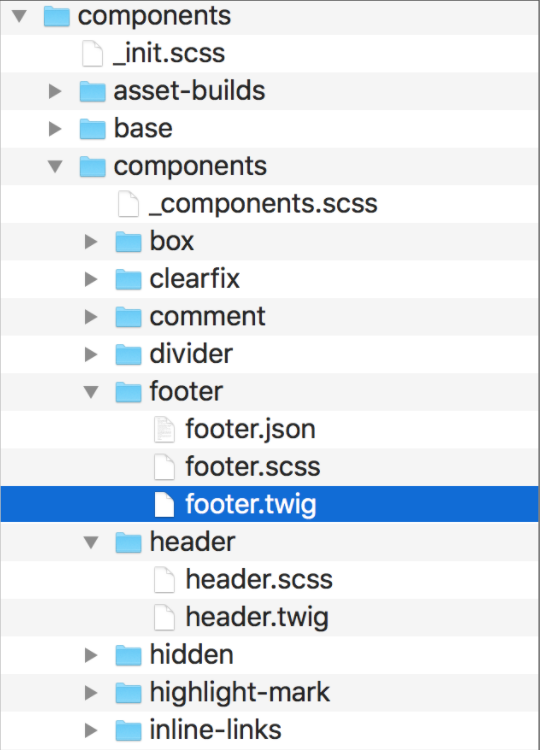 components
_init.scss
asset-builds
base
components
_components.scss
box
clearfix
comment
divider
footer
footer.json
footer.scss
footer.twig
header
header.scss
header.twig
hidden
highlight-mark
inline-links